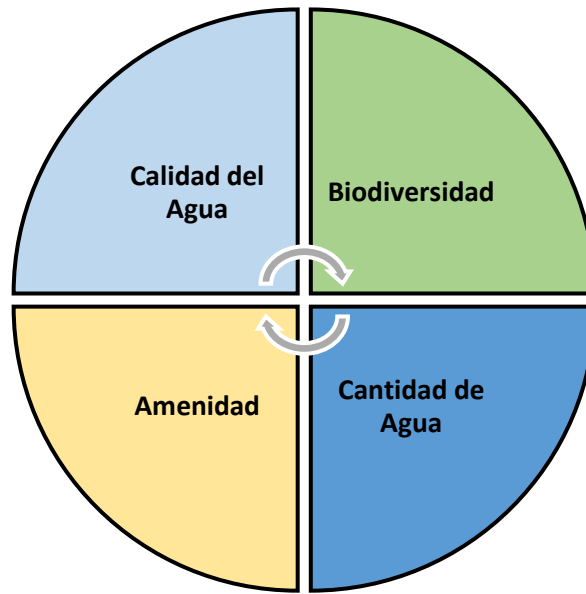 Calidad del
Agua
Biodiversidad
Amenidad
Cantidad de
Agua